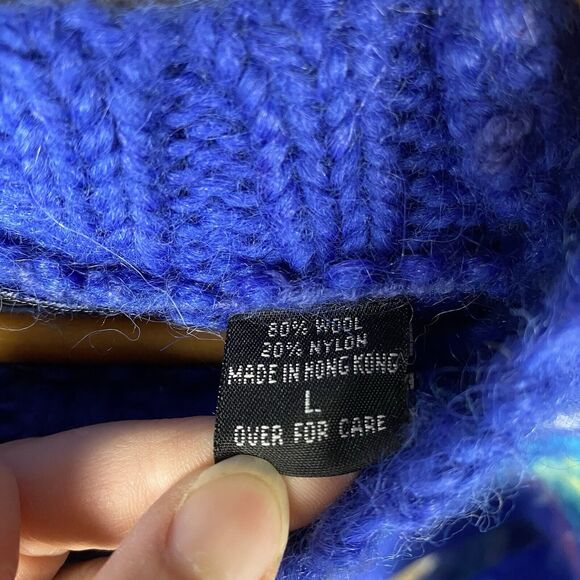 80% WOOL
20% NYLON
MADE IN HONG KONG
L
OVER FOR CARE